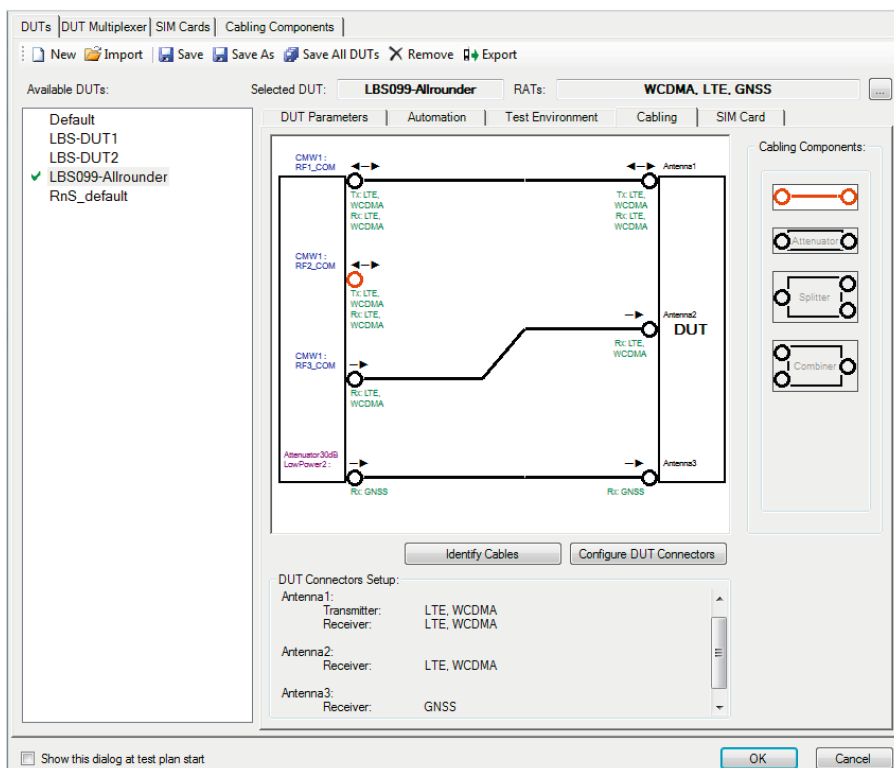 DUTs DUT Multiplexer SIM Cards Cabling Components
New Import Save Save As Save All DUTs Remove Export
Available DUTs: Selected DUT: LBS099-Allrounder RATs: WCDMA, LTE, GNSS ...
Default
LBS-DUT1
LBS-DUT2
LBS099-Allrounder
RnS_default
DUT Parameters Automation Test Environment Cabling SIM Card
CMW1:
RF1_COM
Tx: LTE,
WCDMA
Rx: LTE,
WCDMA
Antenna1
Tx: LTE,
WCDMA
Rx: LTE,
WCDMA
CMW1:
RF2_COM
Tx: LTE,
WCDMA
Rx: LTE,
WCDMA
Antenna2
DUT
Rx: LTE,
WCDMA
CMW1:
RF3_COM
Rx: LTE,
WCDMA
Attenuator30dB
LowPower2:
Rx: GNSS
Antenna3
Rx: GNSS
Cabling Components:
Attenuator
Splitter
Combiner
Identify Cables Configure DUT Connectors
DUT Connectors Setup:
Antenna1:
Transmitter: LTE, WCDMA
Receiver: LTE, WCDMA
Antenna2:
Receiver: LTE, WCDMA
Antenna3:
Receiver: GNSS
Show this dialog at test plan start OK Cancel